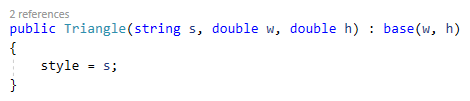 2 references
public Triangle(string s, double w, double h) : base(w, h)
{
    style = s;
}